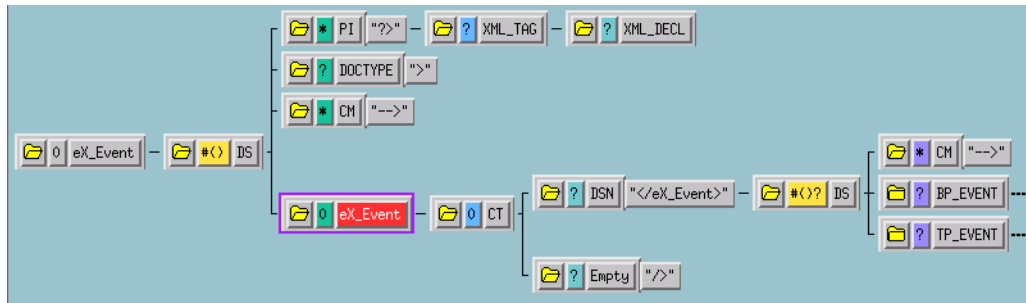 * PI "?>" ? XML_TAG ? XML_DECL
? DOCTYPE ">"
* CM "-->"
0 eX_Event #() DS
* CM "-->"
? DSN "</eX_Event>" #()? DS ? BP_EVENT
0 eX_Event 0 CT
? TP_EVENT
? Empty "/>"